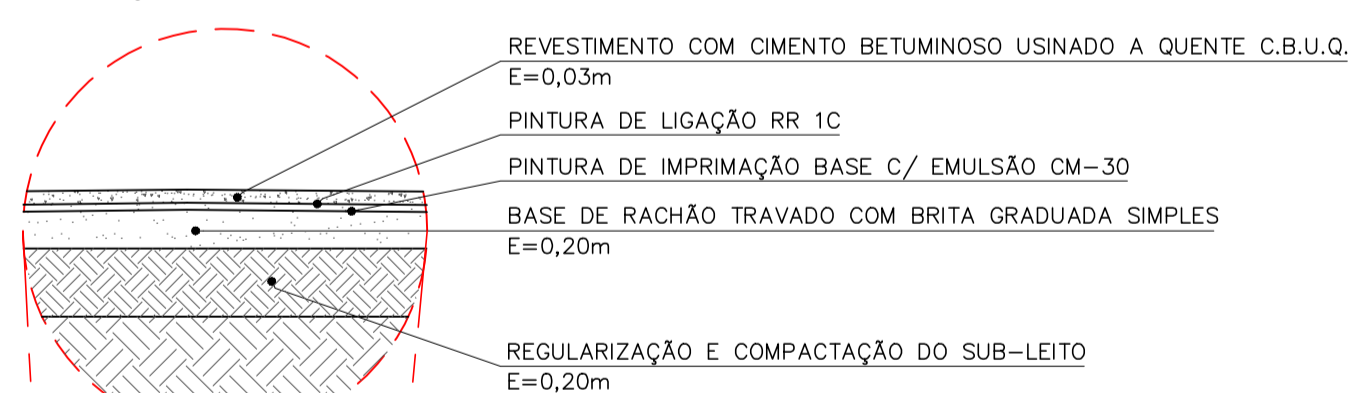 REVESTIMENTO COM CIMENTO BETUMINOSO USINADO A QUENTE C.B.U.Q.
E=0,03m
PINTURA DE LIGAÇÃO RR 1C
PINTURA DE IMPRIMAÇÃO BASE C/ EMULSÃO CM-30
BASE DE RACHÃO TRAVADO COM BRITA GRADUADA SIMPLES
E=0,20m
REGULARIZAÇÃO E COMPACTAÇÃO DO SUB-LEITO
E=0,20m